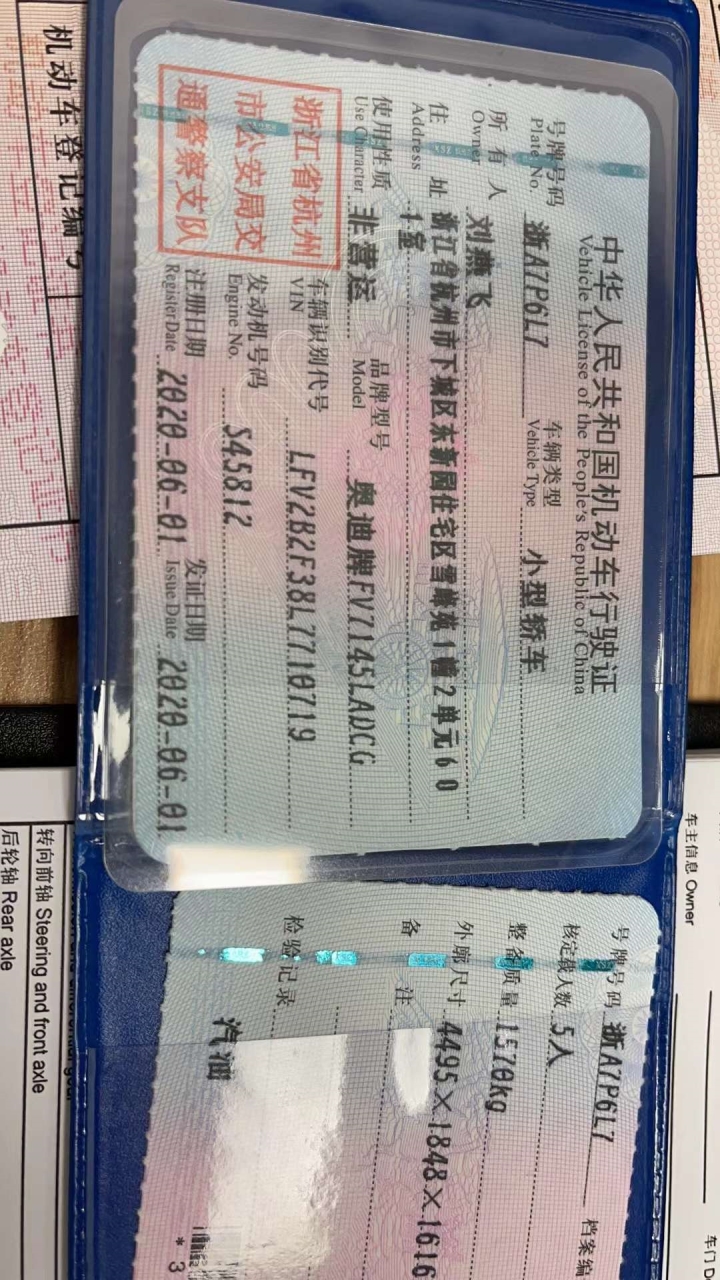 机动车登记编号
中华人民共和国机动车行驶证
Vehicle License of the People's Republic of China
号牌号码 浙A7P6L7 车辆类型 小型轿车
Plate No. Vehicle Type
所有人 刘燕飞
Owner
住址 浙江省杭州市下城区东新园住宅区雪峰苑1幢2单元60
Address
1室
使用性质 非营运 品牌型号 奥迪牌FV7145LADCG
Use Character Model
浙江省杭州
市公安局交
通警察支队
车辆识别代号 LFV2B2F38L7710719
VIN
发动机号码 S45812
Engine No.
注册日期 2020-06-01 发证日期 2020-06-01
Register Date Issue Date
号牌号码 浙A7P6L7 档案编
核定载人数 5人
整备质量 1570kg
外廓尺寸 4495×1848×1616
备注
检验记录
汽油
* 3
车主信息 Owner
车门 D
转向前轴 Steering and front axle
后轮轴 Rear axle